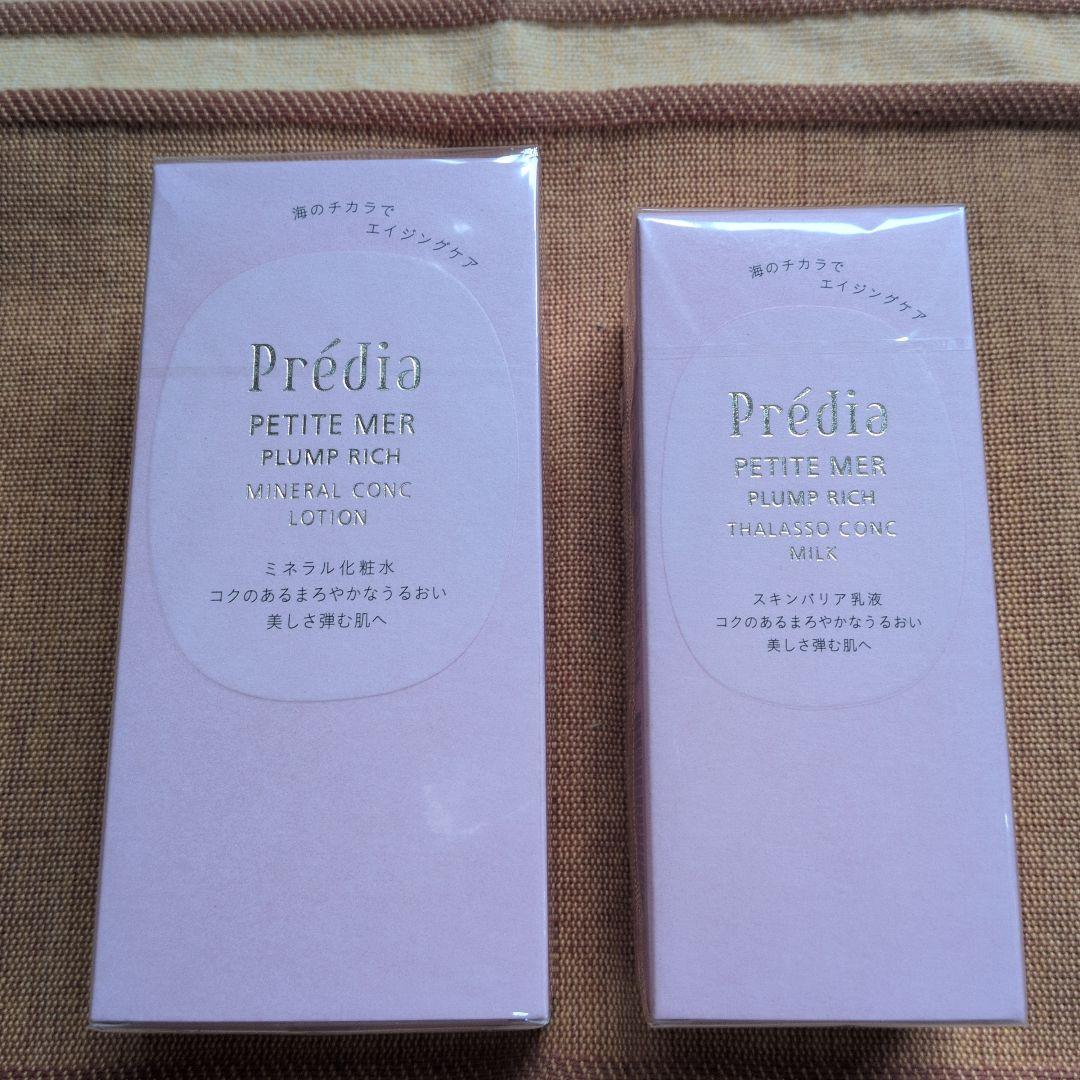 海のチカラで
エイジングケア
Prédia
PETITE MER
PLUMP RICH
MINERAL CONC
LOTION
ミネラル化粧水
コクのあるまろやかなうるおい
美しさ弾む肌へ
海のチカラで
エイジングケア
Prédia
PETITE MER
PLUMP RICH
THALASSO CONC
MILK
スキンバリア乳液
コクのあるまろやかなうるおい
美しさ弾む肌へ